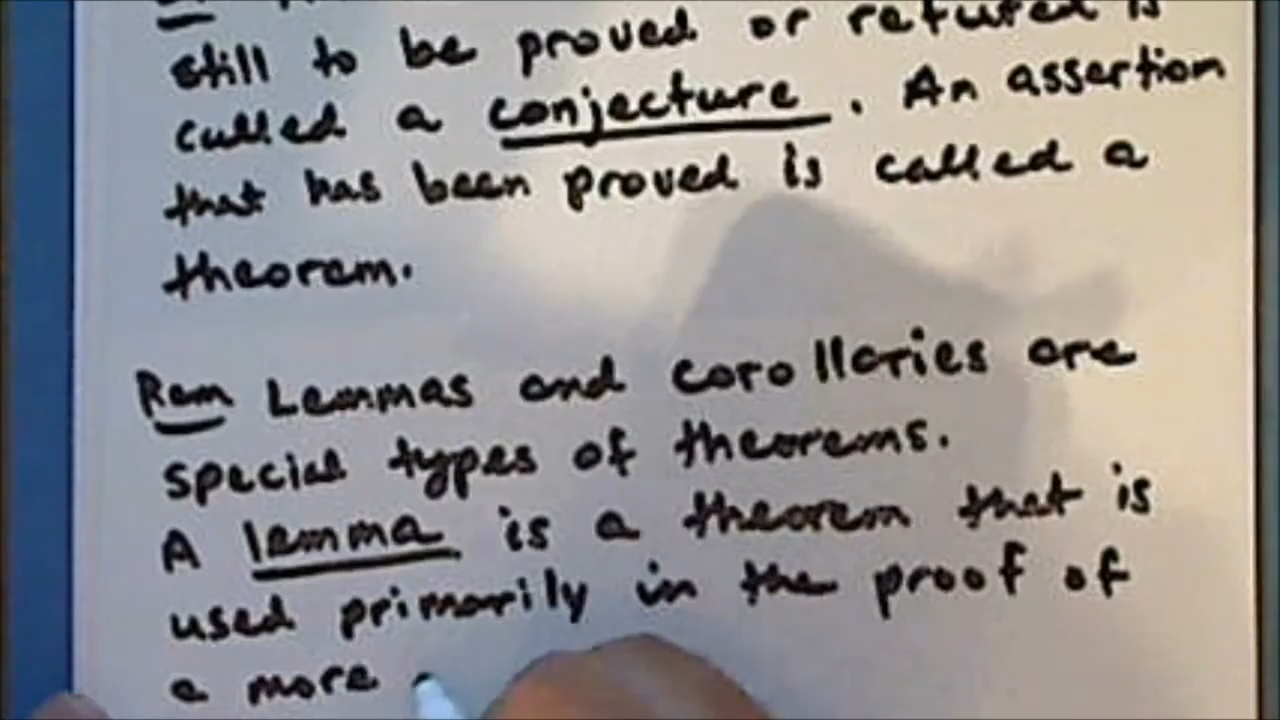 still to be proved or refuted is
called a conjecture. An assertion
that has been proved is called a
theorem.
Rem Lemmas and corollaries are
special types of theorems.
A lemma is a theorem that is
used primarily in the proof of
a more